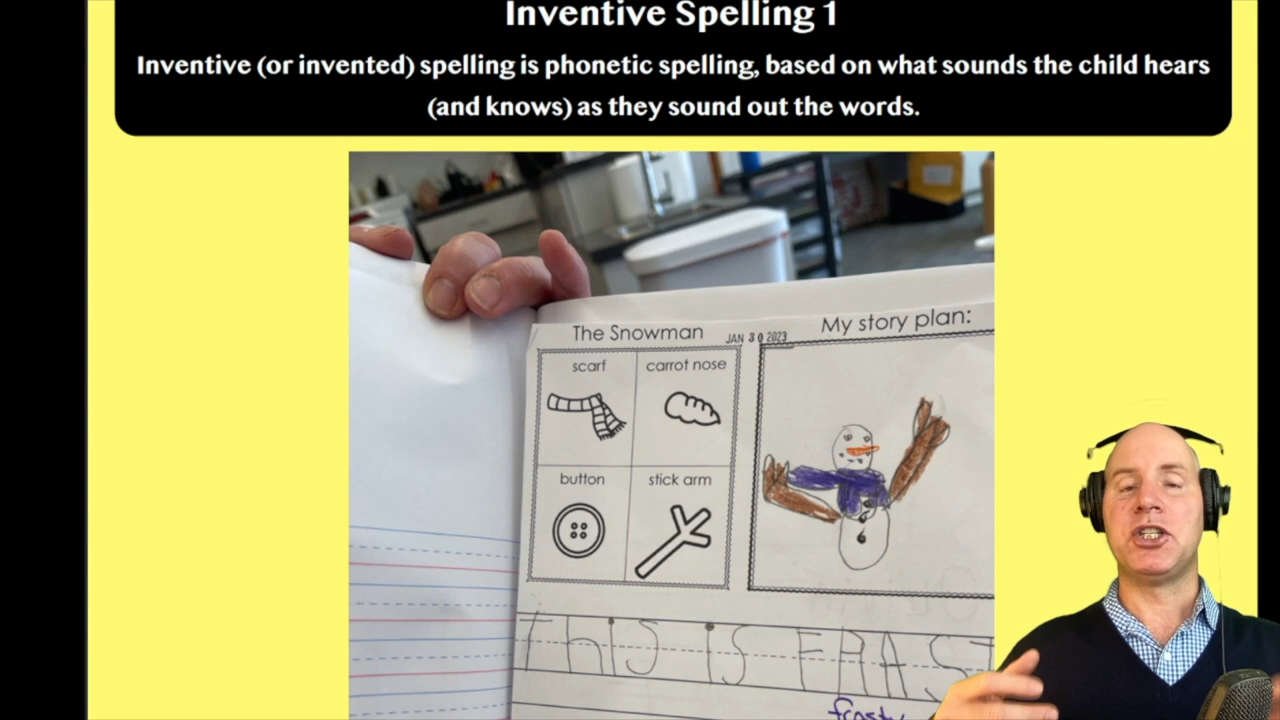 Inventive Spelling 1
Inventive (or invented) spelling is phonetic spelling, based on what sounds the child hears
(and knows) as they sound out the words.
The Snowman
JAN 30 2023
My story plan:
scarf
carrot nose
button
stick arm
ThiS iS FRAST
frosty